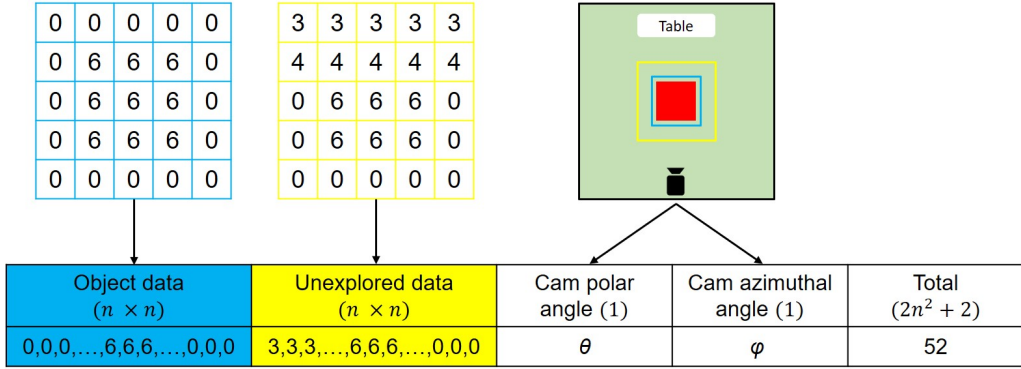 0 0 0 0 0
0 6 6 6 0
0 6 6 6 0
0 6 6 6 0
0 0 0 0 0
3 3 3 3 3
4 4 4 4 4
0 6 6 6 0
0 6 6 6 0
0 0 0 0 0
Table
Object data
(n × n)
Unexplored data
(n × n)
Cam polar
angle (1)
Cam azimuthal
angle (1)
Total
(2n² + 2)
0,0,0,…,6,6,6,…,0,0,0
3,3,3,…,6,6,6,…,0,0,0
θ
φ
52